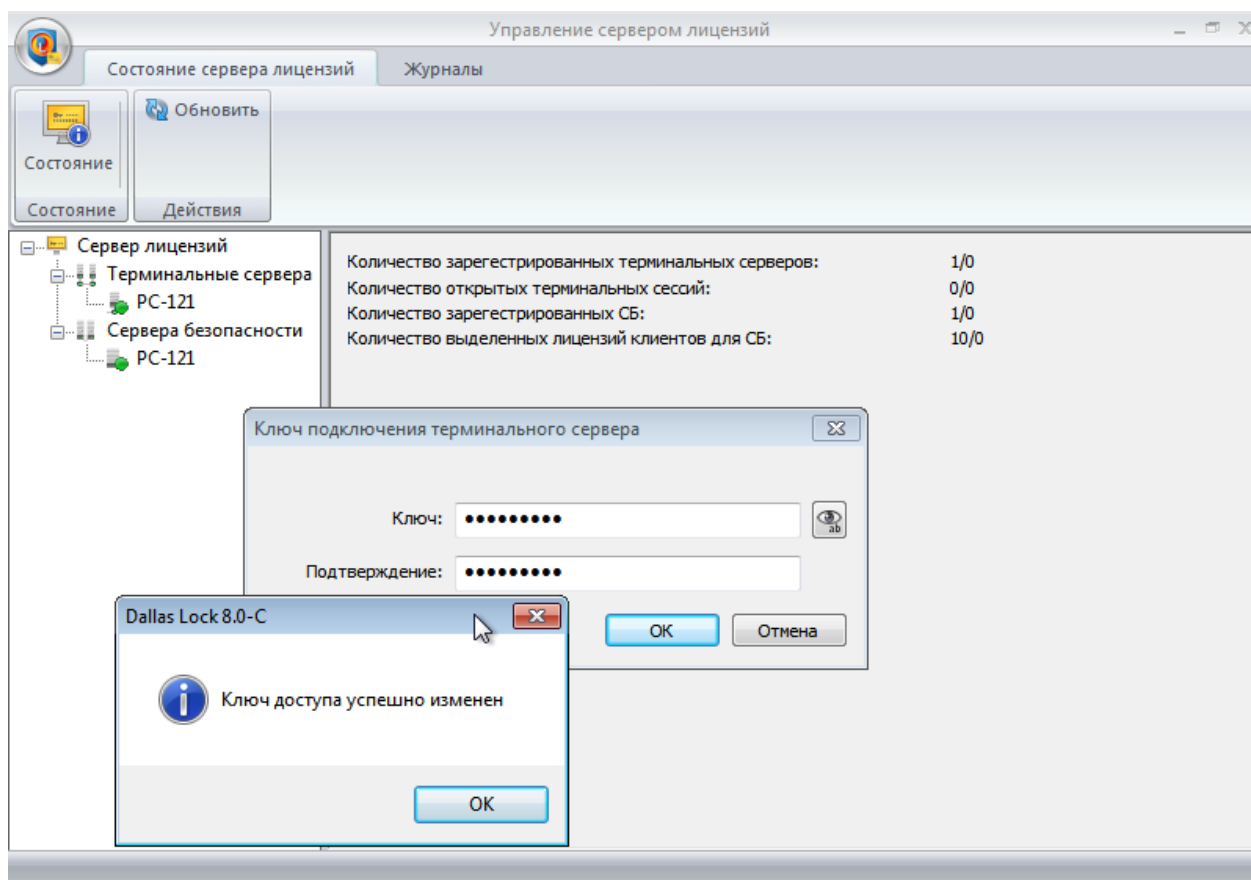 Управление сервером лицензий
Состояние сервера лицензий Журналы
Обновить
Состояние
Состояние Действия
Сервер лицензий
Терминальные сервера
PC-121
Сервера безопасности
PC-121
Количество зарегестрированных терминальных серверов: 1/0
Количество открытых терминальных сессий: 0/0
Количество зарегестрированных СБ: 1/0
Количество выделенных лицензий клиентов для СБ: 10/0
Ключ подключения терминального сервера
Ключ: •••••••••
ab
Подтверждение: •••••••••
ОК Отмена
Dallas Lock 8.0-C
Ключ доступа успешно изменен
ОК